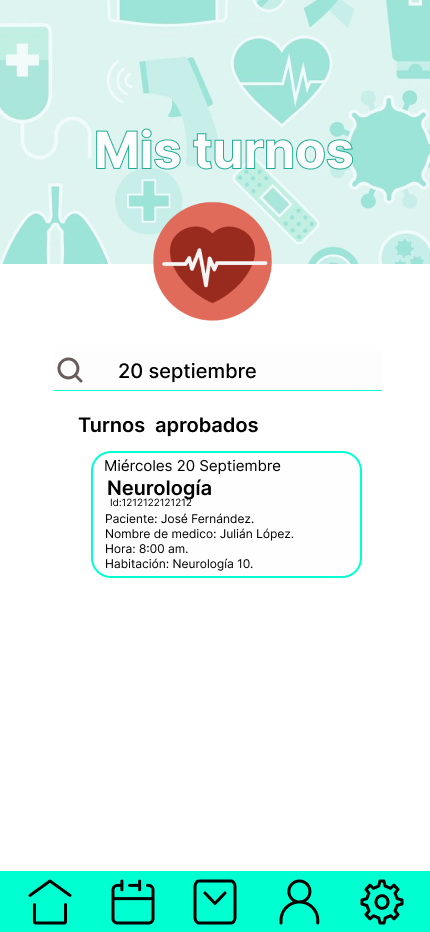 Mis turnos
20 septiembre
Turnos aprobados
Miércoles 20 Septiembre
Neurología
Id:1212122121212
Paciente: José Fernández.
Nombre de medico: Julián López.
Hora: 8:00 am.
Habitación: Neurología 10.